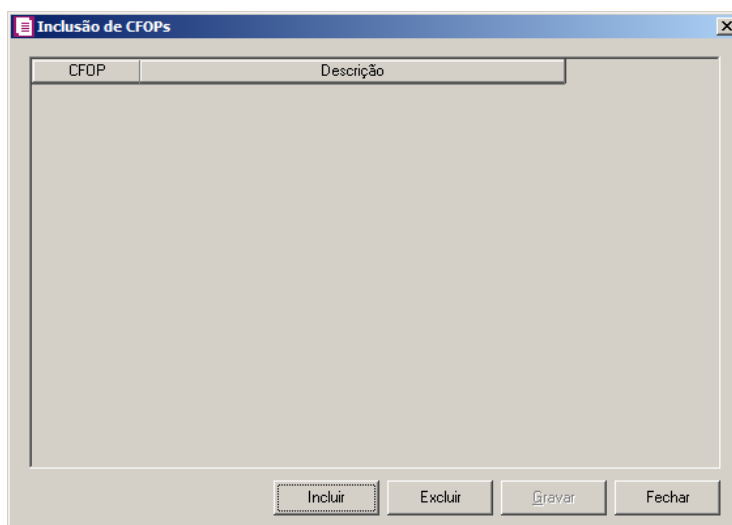 Inclusão de CFOPs
CFOP Descrição
Incluir Excluir Gravar Fechar